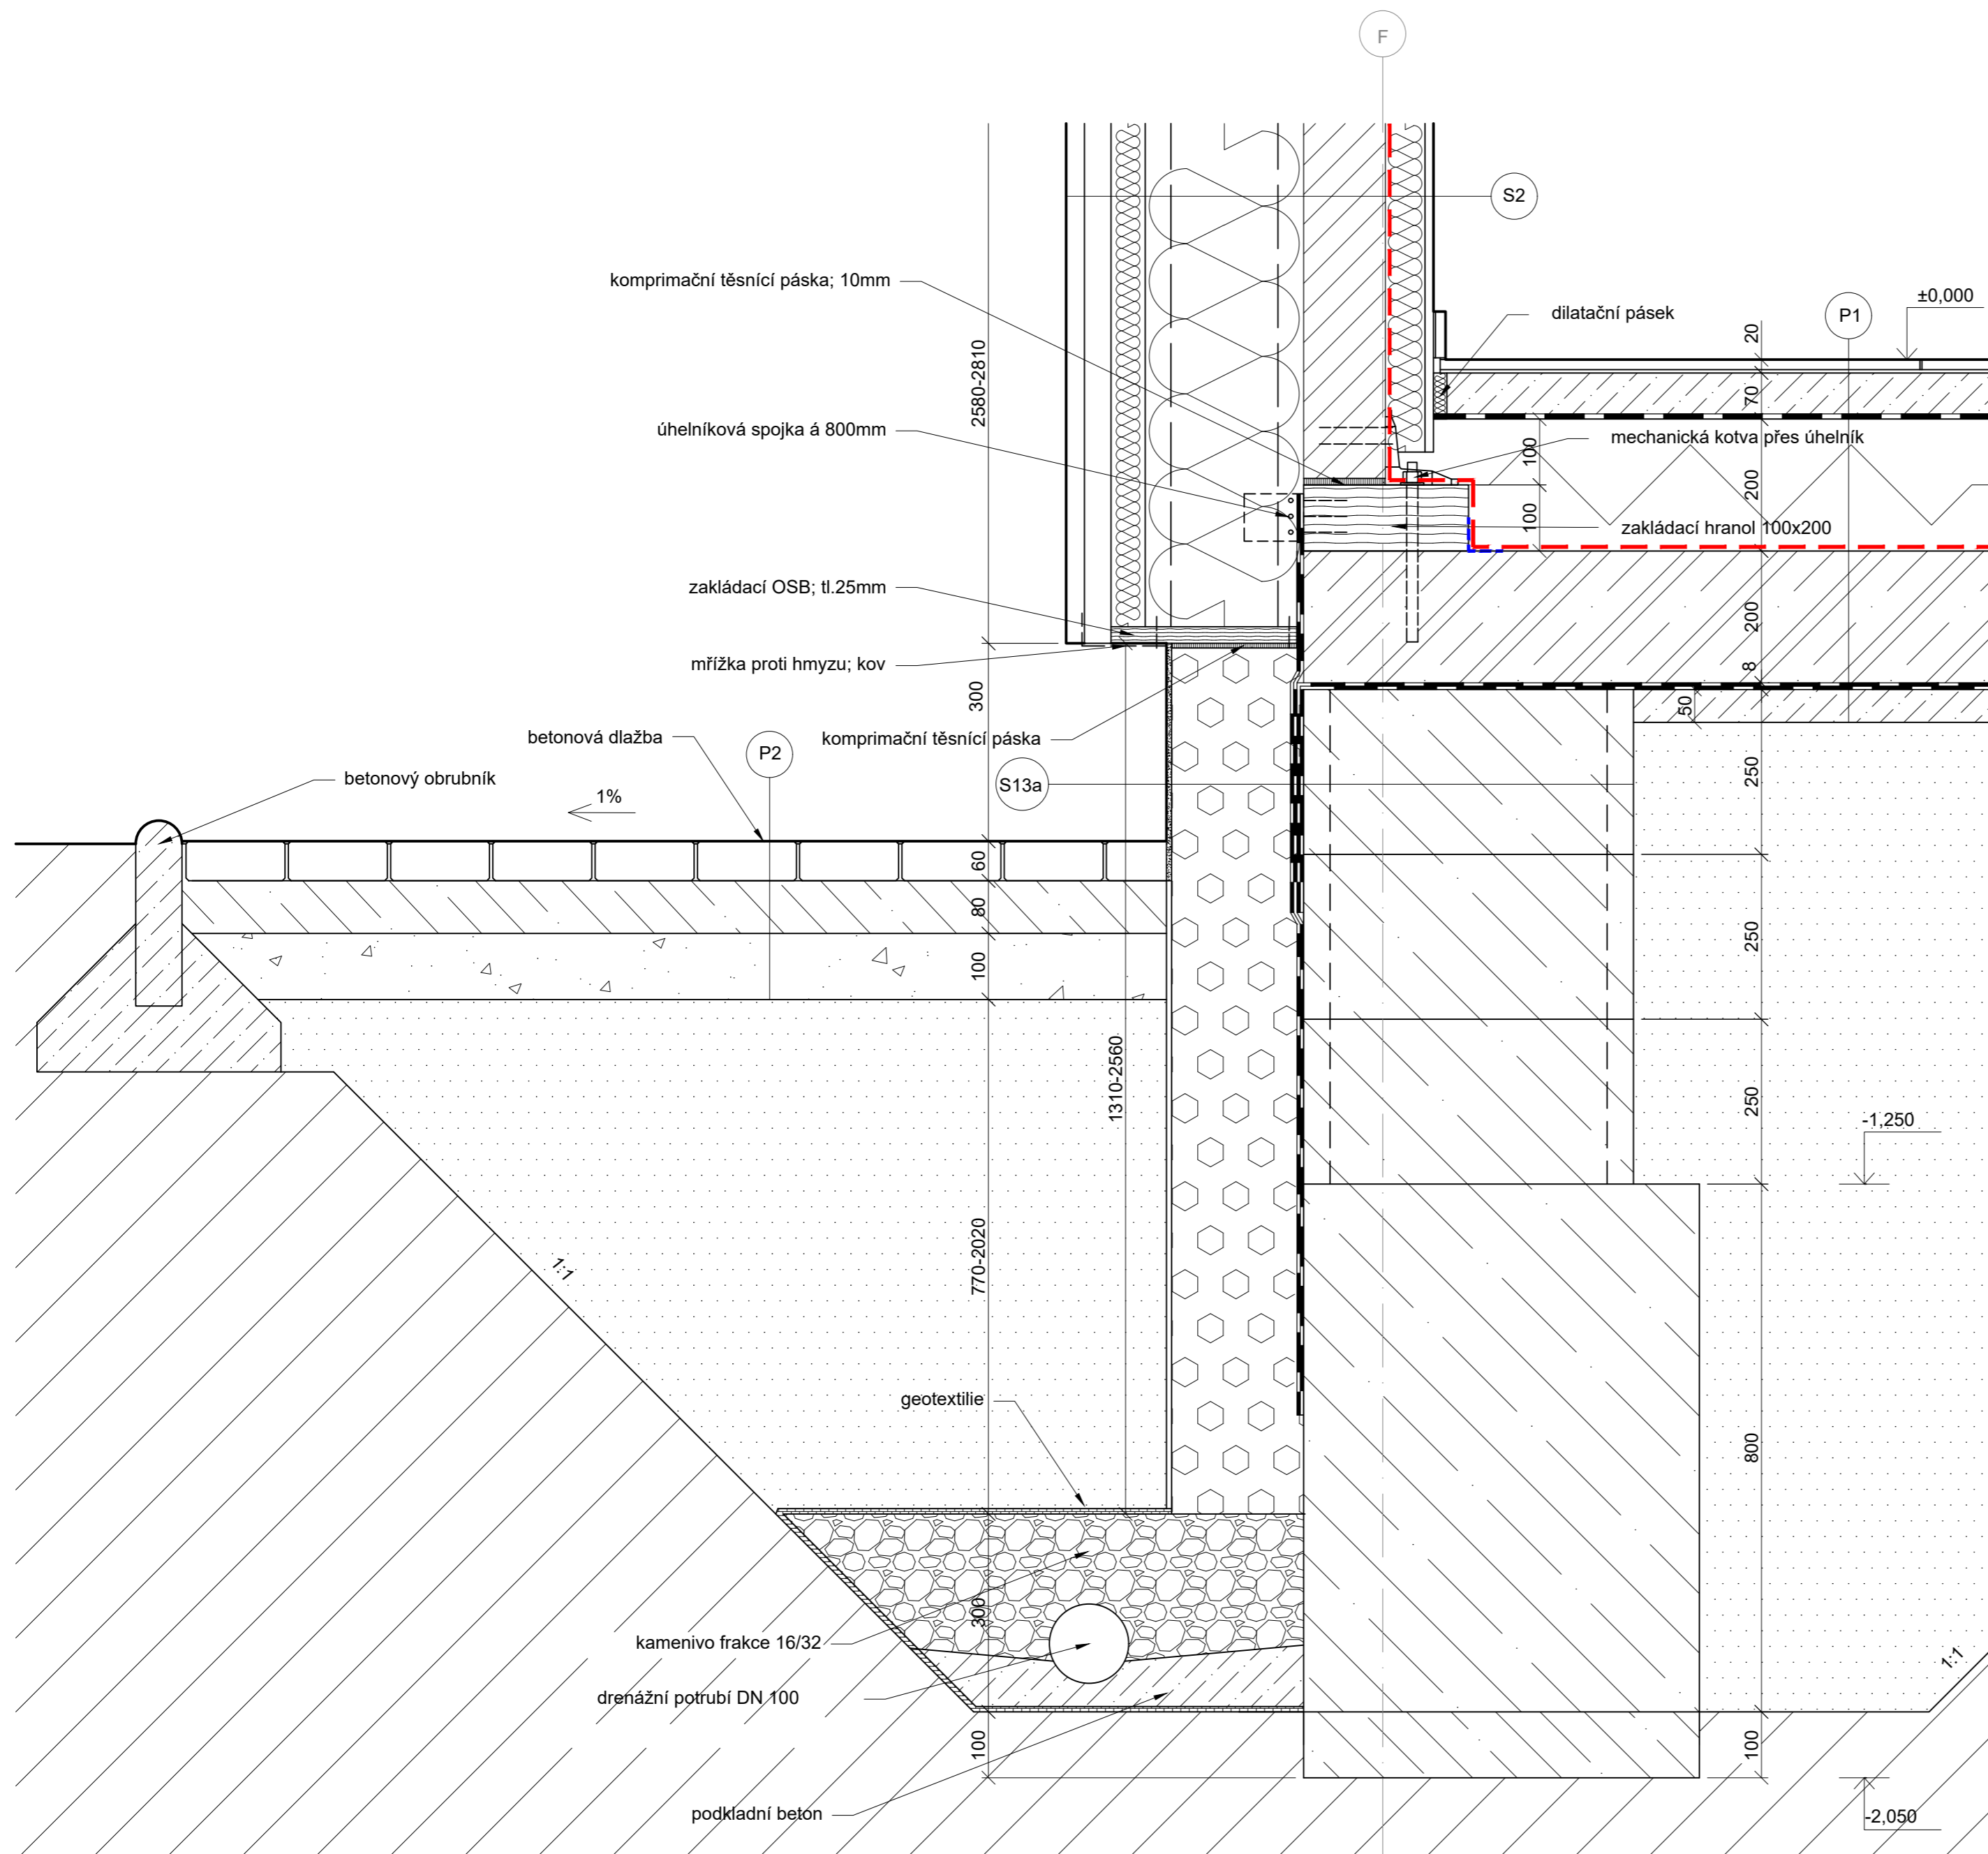 F
S2
komprimační těsnící páska; 10mm
dilatační pásek
P1
±0,000
20
70
2580-2810
úhelníková spojka á 800mm
mechanická kotva přes úhelník
100
200
100
zakládací hranol 100x200
zakládací OSB; tl.25mm
200
mřížka proti hmyzu; kov
8
300
50
betonová dlažba
P2
komprimační těsnící páska
betonový obrubník
S13a
250
1%
60
80
250
100
1310-2560
250
-1,250
770-2020
1:1
geotextilie
800
300
kamenivo frakce 16/32
1:1
drenážní potrubí DN 100
100
100
podkladní beton
-2,050